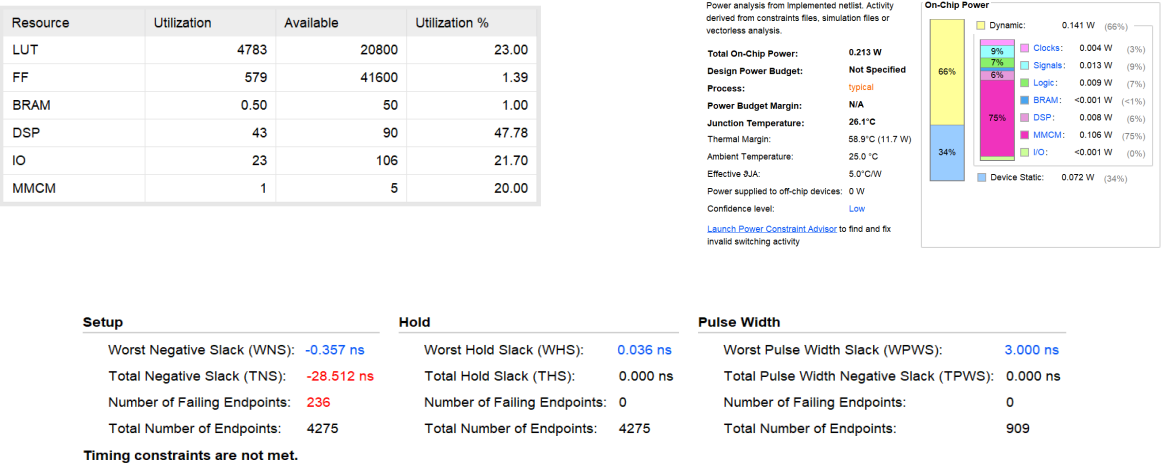 Resource Utilization Available Utilization %
LUT 4783 20800 23.00
FF 579 41600 1.39
BRAM 0.50 50 1.00
DSP 43 90 47.78
IO 23 106 21.70
MMCM 1 5 20.00
Power analysis from Implemented netlist. Activity
derived from constraints files, simulation files or
vectorless analysis.
Total On-Chip Power: 0.213 W
Design Power Budget: Not Specified
Process: typical
Power Budget Margin: N/A
Junction Temperature: 26.1°C
Thermal Margin: 58.9°C (11.7 W)
Ambient Temperature: 25.0 °C
Effective ϑJA: 5.0°C/W
Power supplied to off-chip devices: 0 W
Confidence level: Low
Launch Power Constraint Advisor to find and fix
invalid switching activity
On-Chip Power
66%
34%
Dynamic: 0.141 W (66%)
9%
7%
6%
75%
Clocks: 0.004 W (3%)
Signals: 0.013 W (9%)
Logic: 0.009 W (7%)
BRAM: <0.001 W (<1%)
DSP: 0.008 W (6%)
MMCM: 0.106 W (75%)
I/O: <0.001 W (0%)
Device Static: 0.072 W (34%)
Setup
Worst Negative Slack (WNS): -0.357 ns
Total Negative Slack (TNS): -28.512 ns
Number of Failing Endpoints: 236
Total Number of Endpoints: 4275
Hold
Worst Hold Slack (WHS): 0.036 ns
Total Hold Slack (THS): 0.000 ns
Number of Failing Endpoints: 0
Total Number of Endpoints: 4275
Pulse Width
Worst Pulse Width Slack (WPWS): 3.000 ns
Total Pulse Width Negative Slack (TPWS): 0.000 ns
Number of Failing Endpoints: 0
Total Number of Endpoints: 909
Timing constraints are not met.